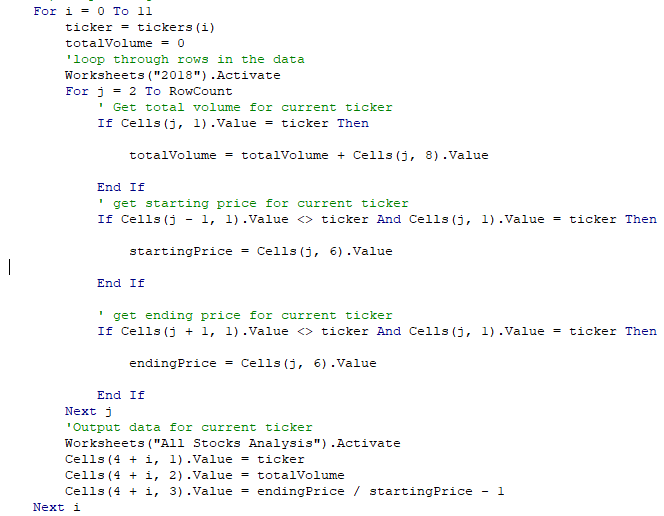 For i = 0 To 11
ticker = tickers(i)
totalVolume = 0
'loop through rows in the data
Worksheets("2018").Activate
For j = 2 To RowCount
' Get total volume for current ticker
If Cells(j, 1).Value = ticker Then
totalVolume = totalVolume + Cells(j, 8).Value
End If
' get starting price for current ticker
If Cells(j - 1, 1).Value <> ticker And Cells(j, 1).Value = ticker Then
startingPrice = Cells(j, 6).Value
End If
' get ending price for current ticker
If Cells(j + 1, 1).Value <> ticker And Cells(j, 1).Value = ticker Then
endingPrice = Cells(j, 6).Value
End If
Next j
'Output data for current ticker
Worksheets("All Stocks Analysis").Activate
Cells(4 + i, 1).Value = ticker
Cells(4 + i, 2).Value = totalVolume
Cells(4 + i, 3).Value = endingPrice / startingPrice - 1
Next i